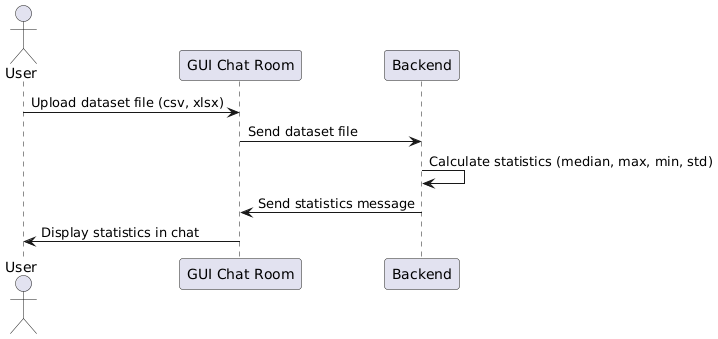 User
GUI Chat Room
Backend
Upload dataset file (csv, xlsx)
Send dataset file
Calculate statistics (median, max, min, std)
Send statistics message
Display statistics in chat
User
GUI Chat Room
Backend